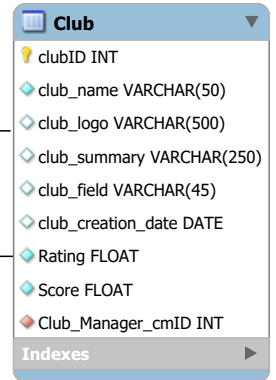 Club
clubID INT
club_name VARCHAR(50)
club_logo VARCHAR(500)
club_summary VARCHAR(250)
club_field VARCHAR(45)
club_creation_date DATE
Rating FLOAT
Score FLOAT
Club_Manager_cmID INT
Indexes